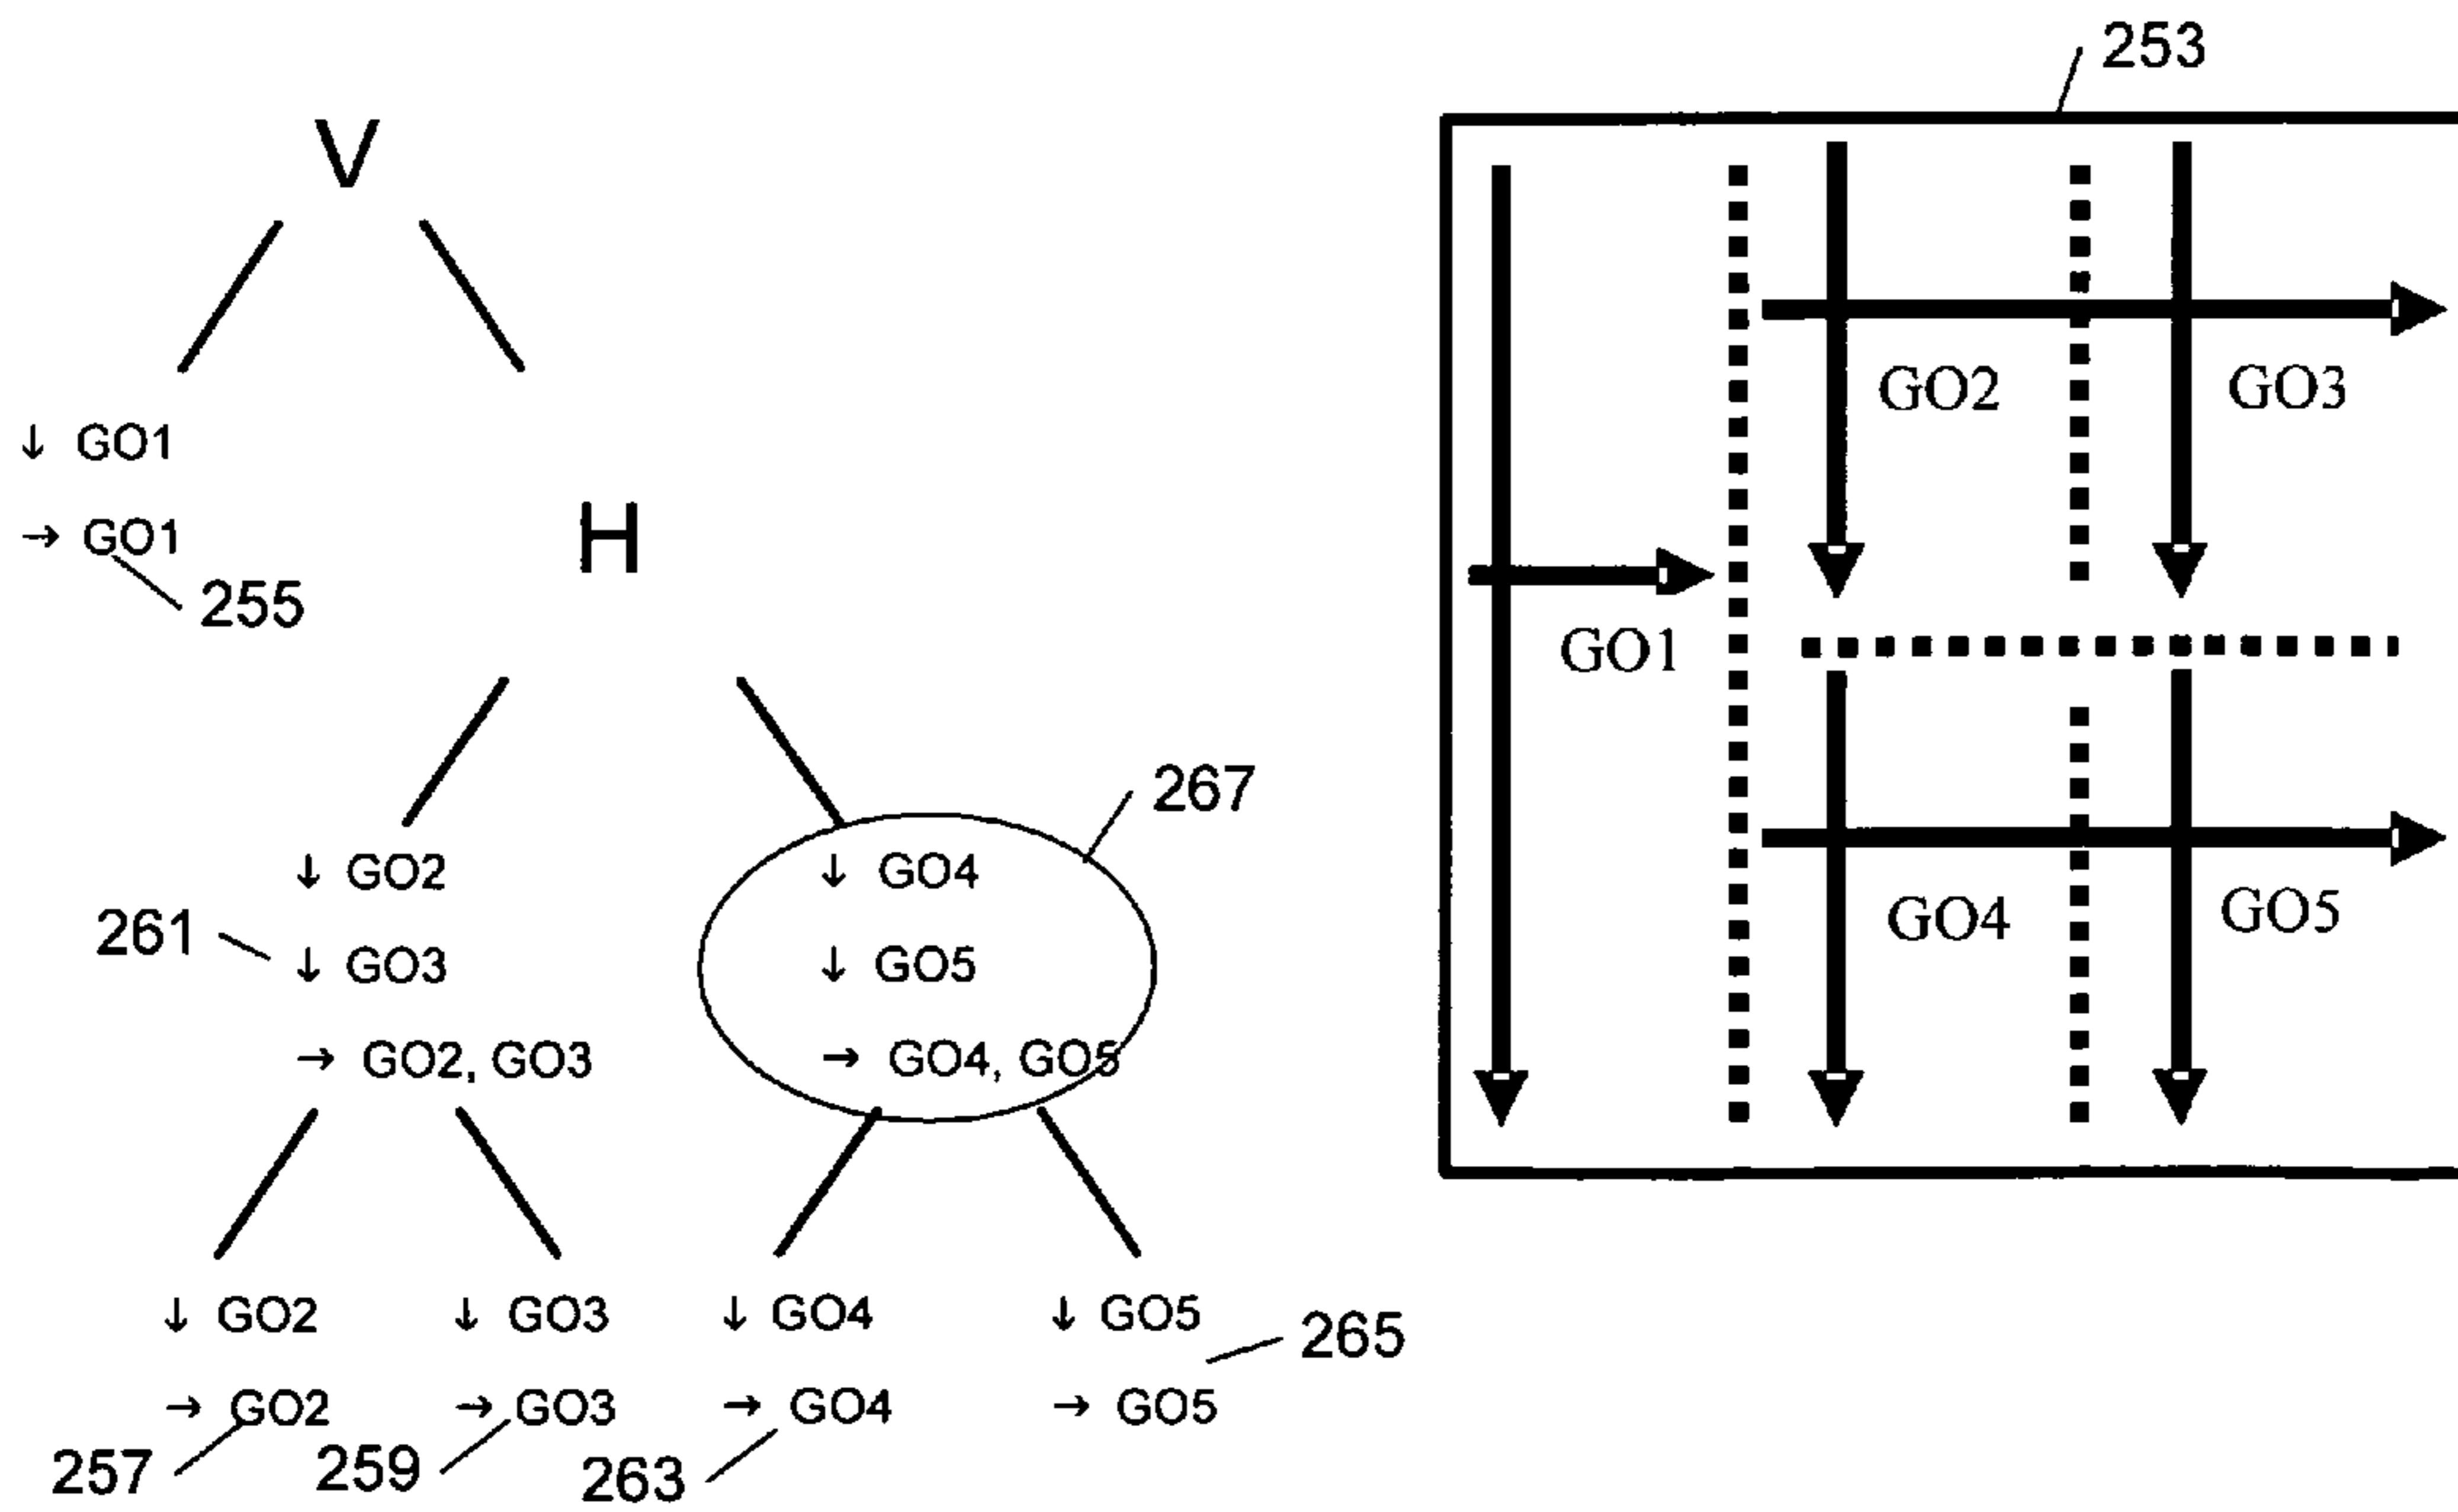 253
V
↓ GO1
→ GO1
255
H
267
↓ GO2
261
↓ GO3
→ GO2, GO3
↓ GO4
↓ GO5
→ GO4, GO5
↓ GO2
→ GO2
257
↓ GO3
→ GO3
259
↓ GO4
→ GO4
263
↓ GO5
→ GO5
265
GO2
GO3
GO1
GO4
GO5